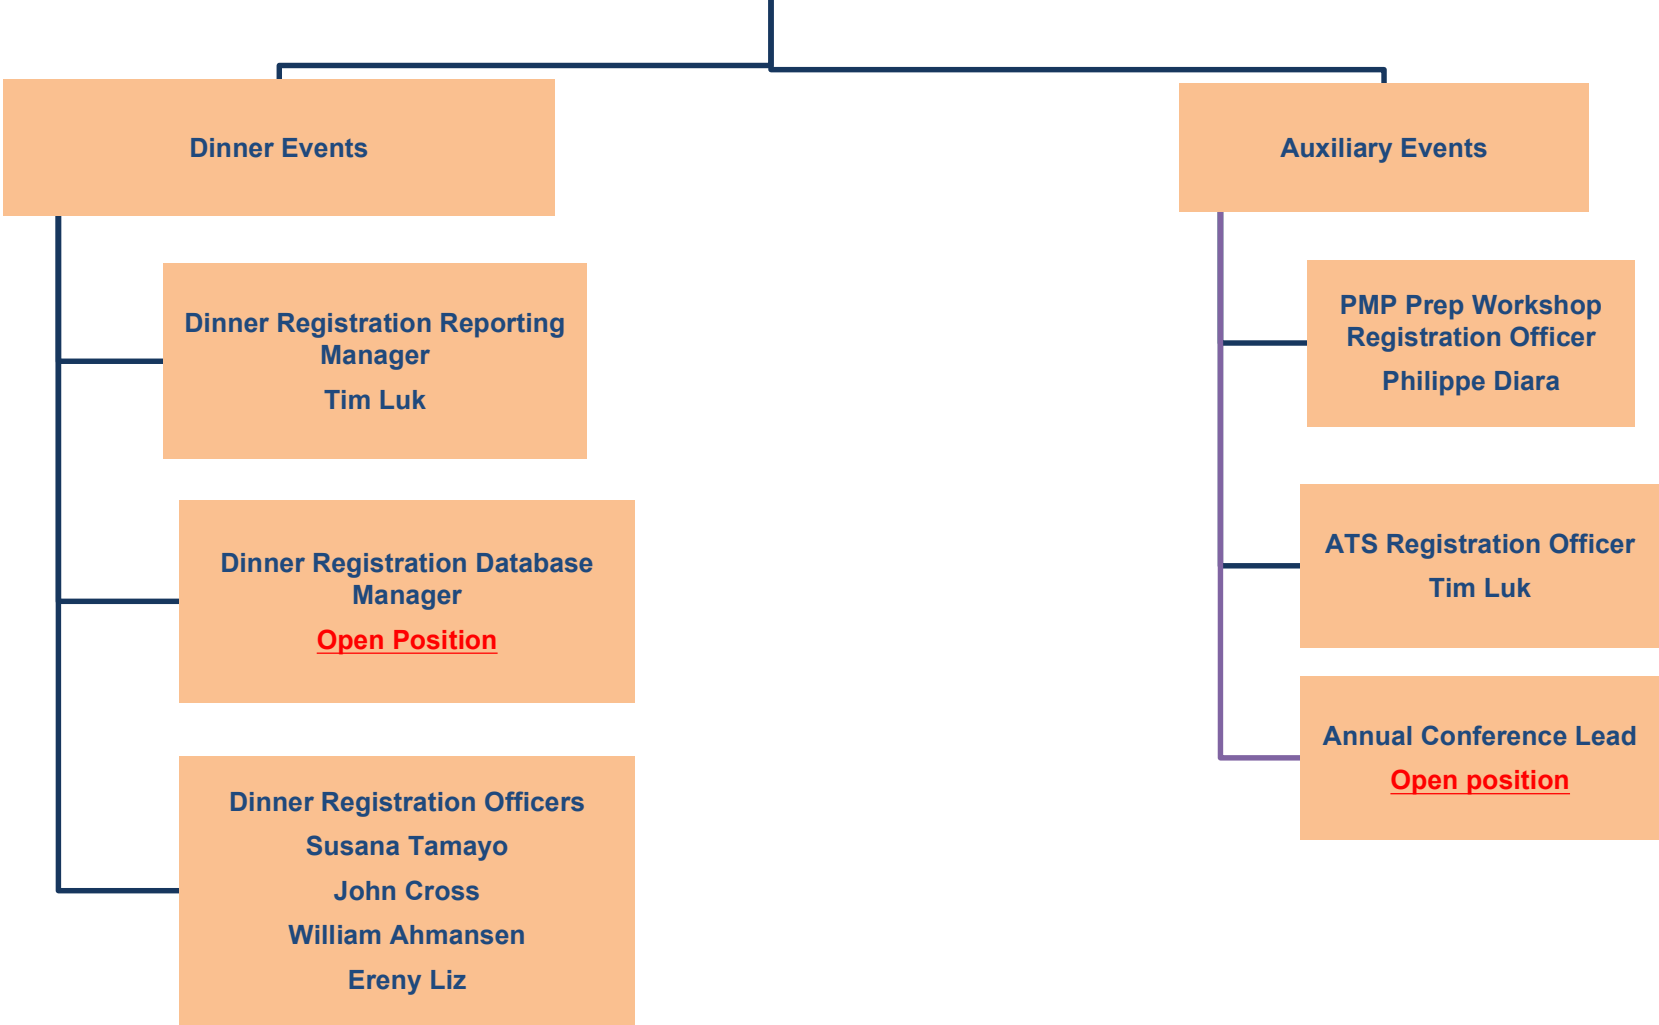 Dinner Events
Auxiliary Events
Dinner Registration Reporting
Manager
Tim Luk
Dinner Registration Database
Manager
Open Position
Dinner Registration Officers
Susana Tamayo
John Cross
William Ahmansen
Ereny Liz
PMP Prep Workshop
Registration Officer
Philippe Diara
ATS Registration Officer
Tim Luk
Annual Conference Lead
Open position